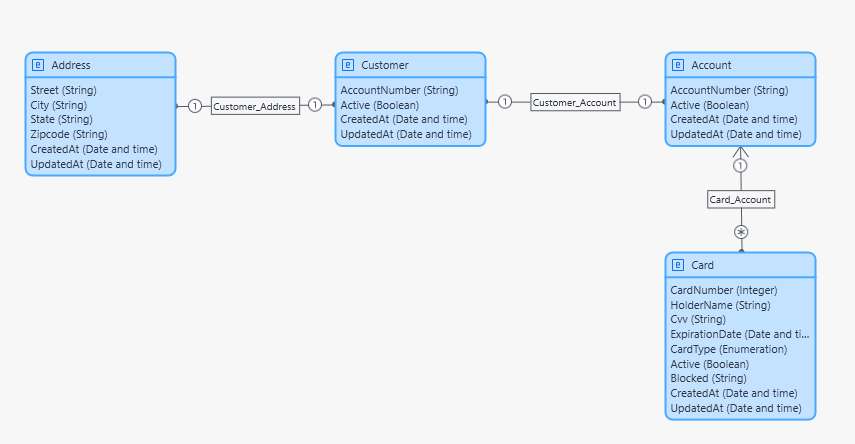 Address
Street (String)
City (String)
State (String)
Zipcode (String)
CreatedAt (Date and time)
UpdatedAt (Date and time)
1
Customer_Address
1
Customer
AccountNumber (String)
Active (Boolean)
CreatedAt (Date and time)
UpdatedAt (Date and time)
1
Customer_Account
1
Account
AccountNumber (String)
Active (Boolean)
CreatedAt (Date and time)
UpdatedAt (Date and time)
1
Card_Account
*
Card
CardNumber (Integer)
HolderName (String)
Cvv (String)
ExpirationDate (Date and ti...
CardType (Enumeration)
Active (Boolean)
Blocked (String)
CreatedAt (Date and time)
UpdatedAt (Date and time)